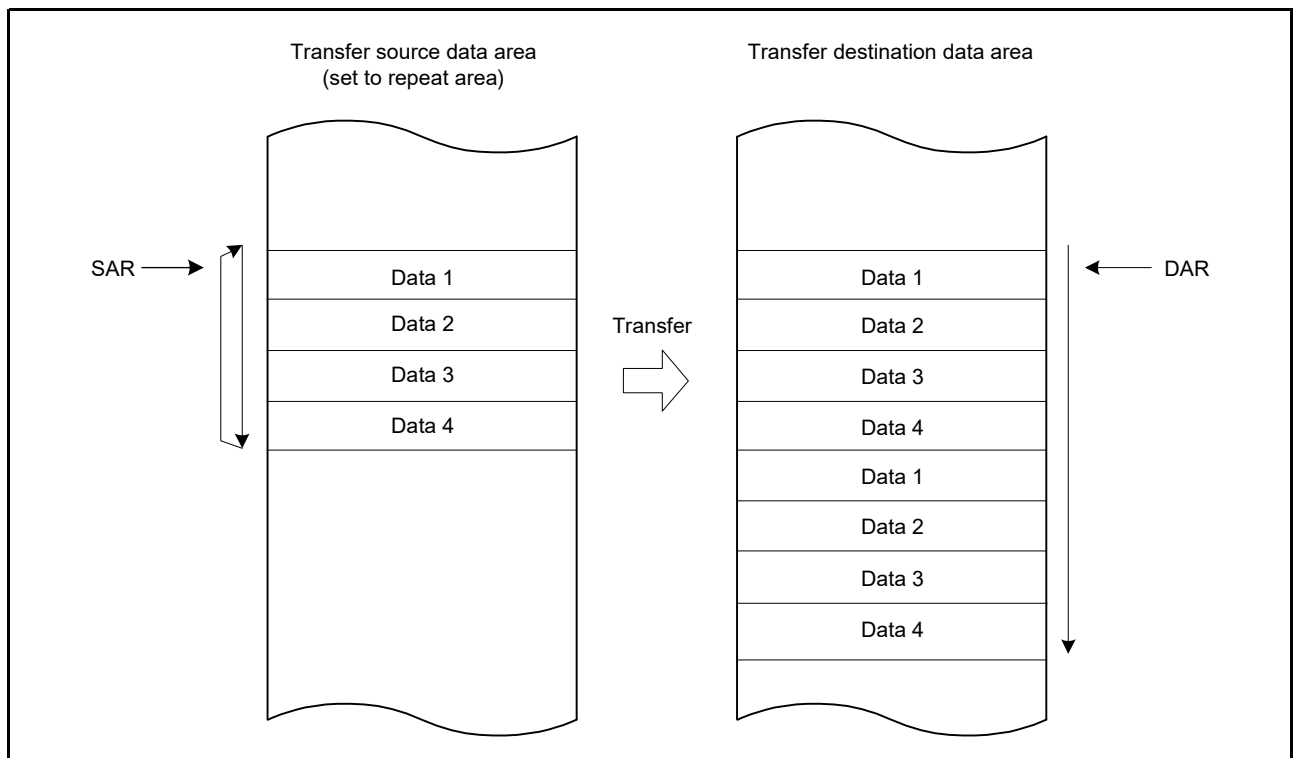 Transfer source data area
(set to repeat area)
Transfer destination data area
SAR
Data 1
Data 2
Data 3
Data 4
Transfer
Data 1
Data 2
Data 3
Data 4
Data 1
Data 2
Data 3
Data 4
DAR